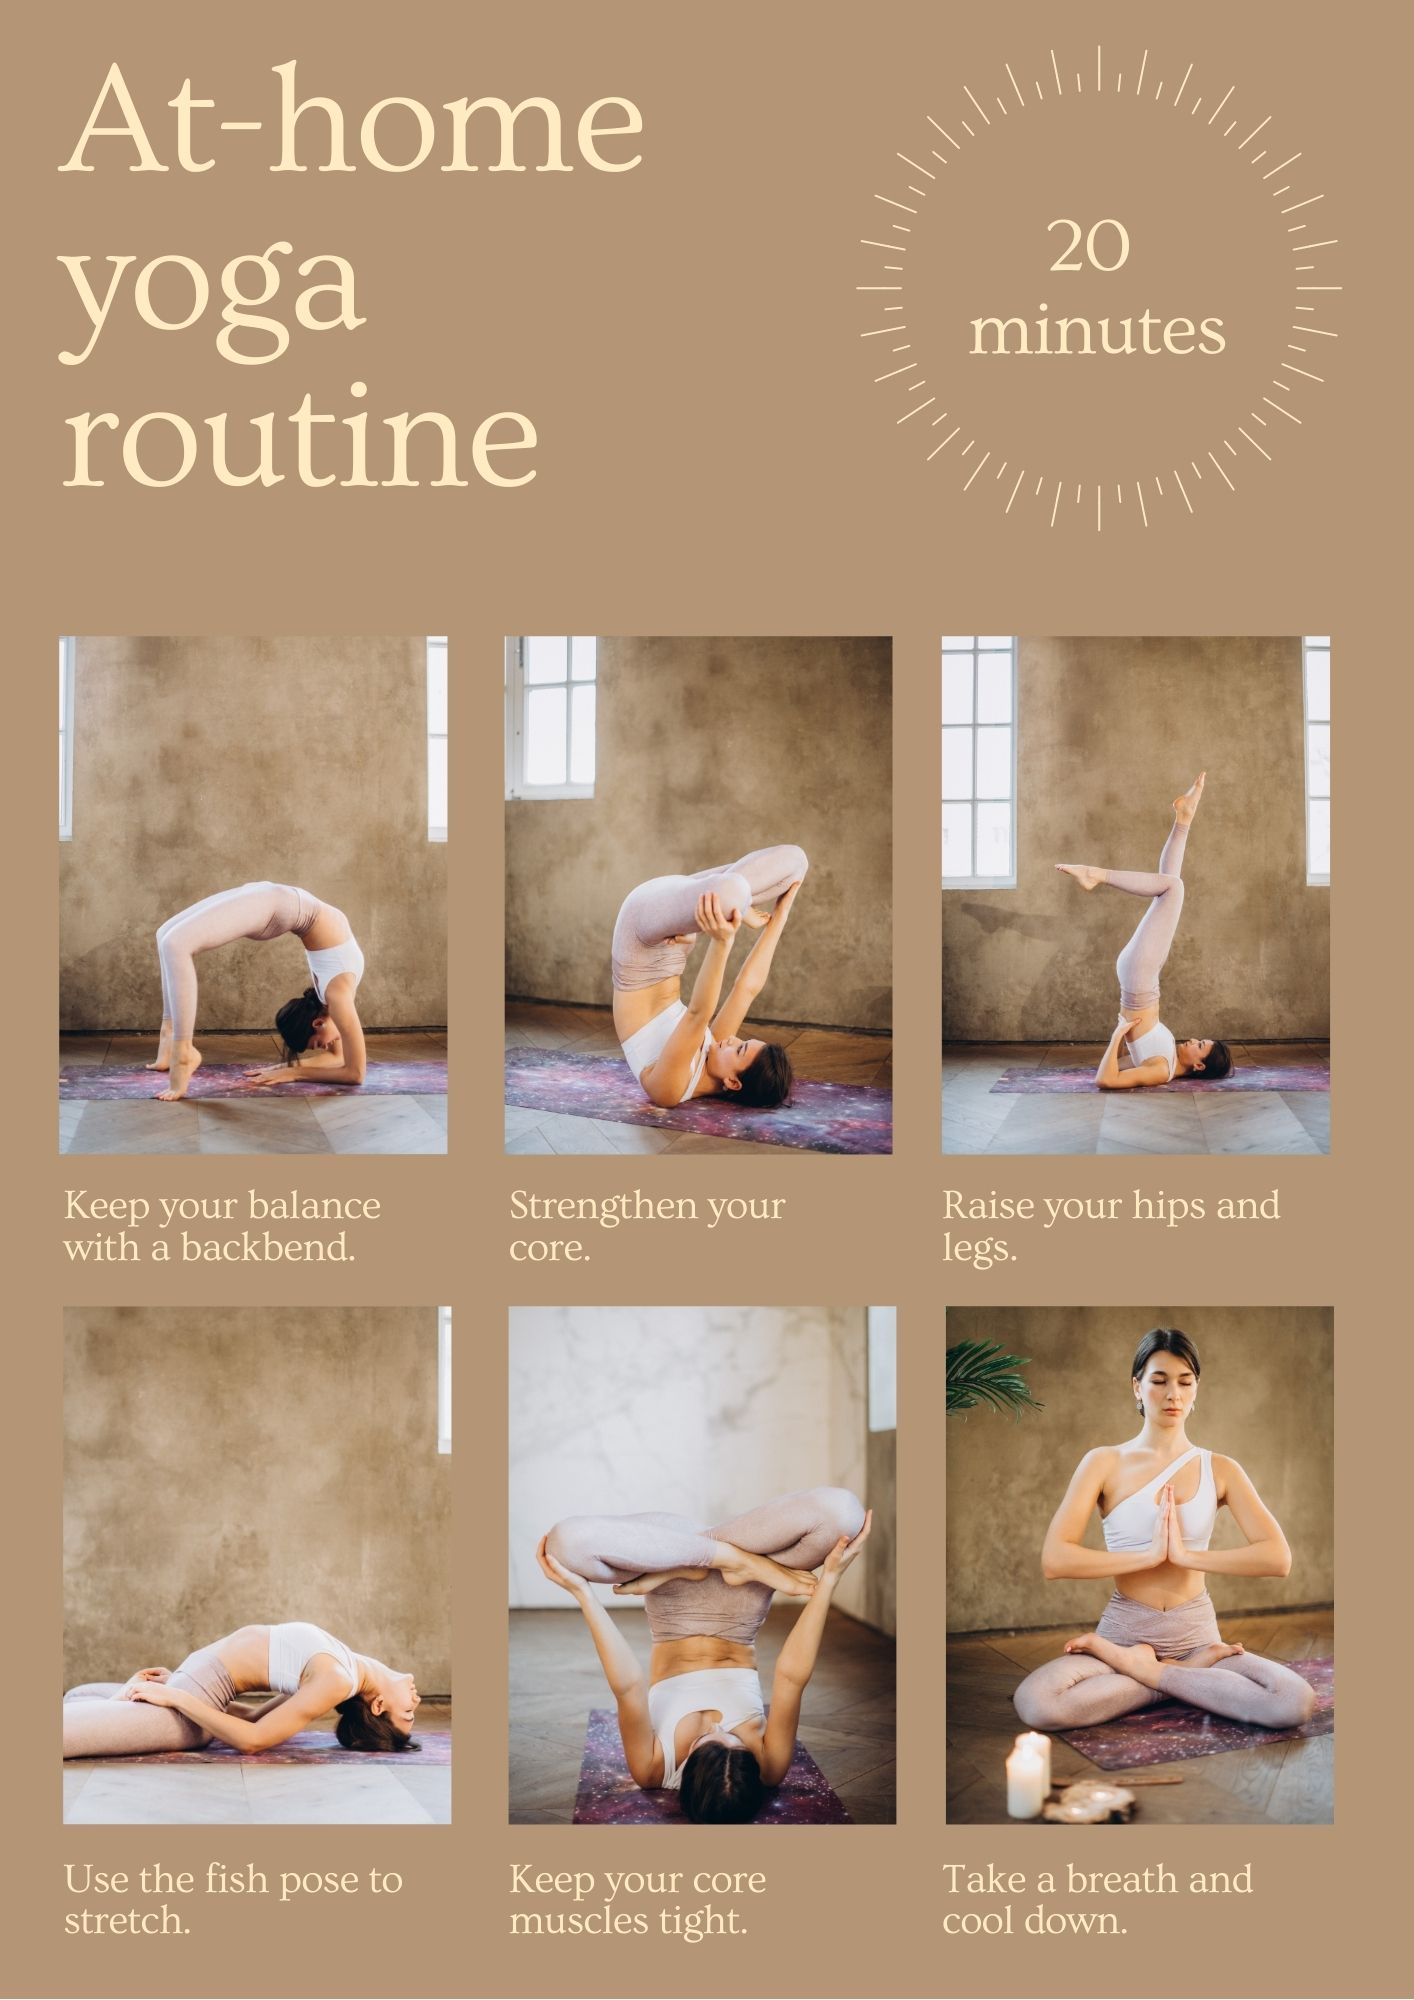 At-home
yoga
routine
20
minutes
Keep your balance
with a backbend.
Strengthen your
core.
Raise your hips and
legs.
Use the fish pose to
stretch.
Keep your core
muscles tight.
Take a breath and
cool down.